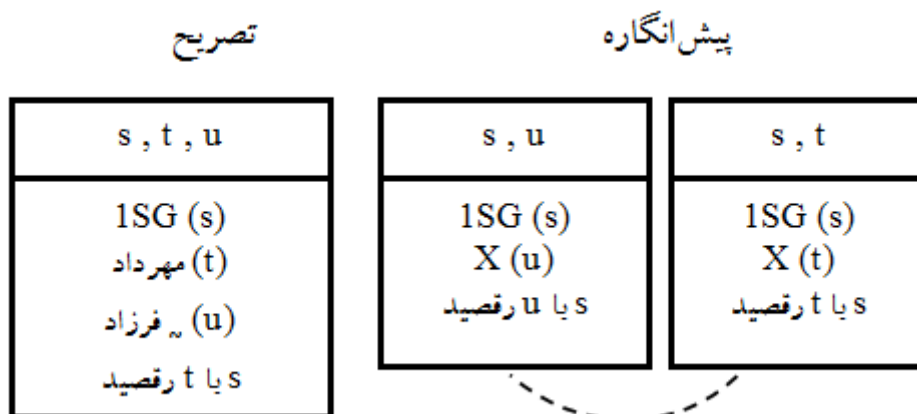 پیش‌انگاره
s , t
1SG (s)
X (t)
s با t رقصید
s , u
1SG (s)
X (u)
s با u رقصید
تصریح
s , t , u
1SG (s)
مهرداد (t)
فرزاد ~ (u)
s با t رقصید